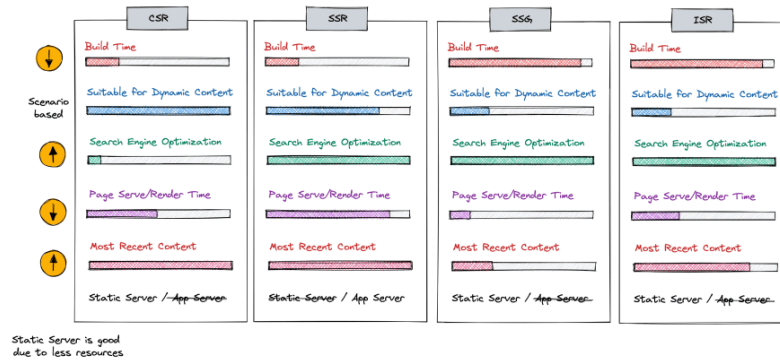 CSR
SSR
SSG
ISR
Build Time
Build Time
Build Time
Build Time
Scenario
based
Suitable for Dynamic Content
Suitable for Dynamic Content
Suitable for Dynamic Content
Suitable for Dynamic Content
Search Engine Optimization
Search Engine Optimization
Search Engine Optimization
Search Engine Optimization
Page Serve/Render Time
Page Serve/Render Time
Page Serve/Render Time
Page Serve/Render Time
Most Recent Content
Most Recent Content
Most Recent Content
Most Recent Content
Static Server / App Server
Static Server / App Server
Static Server / App Server
Static Server / App Server
Static Server is good
due to less resources